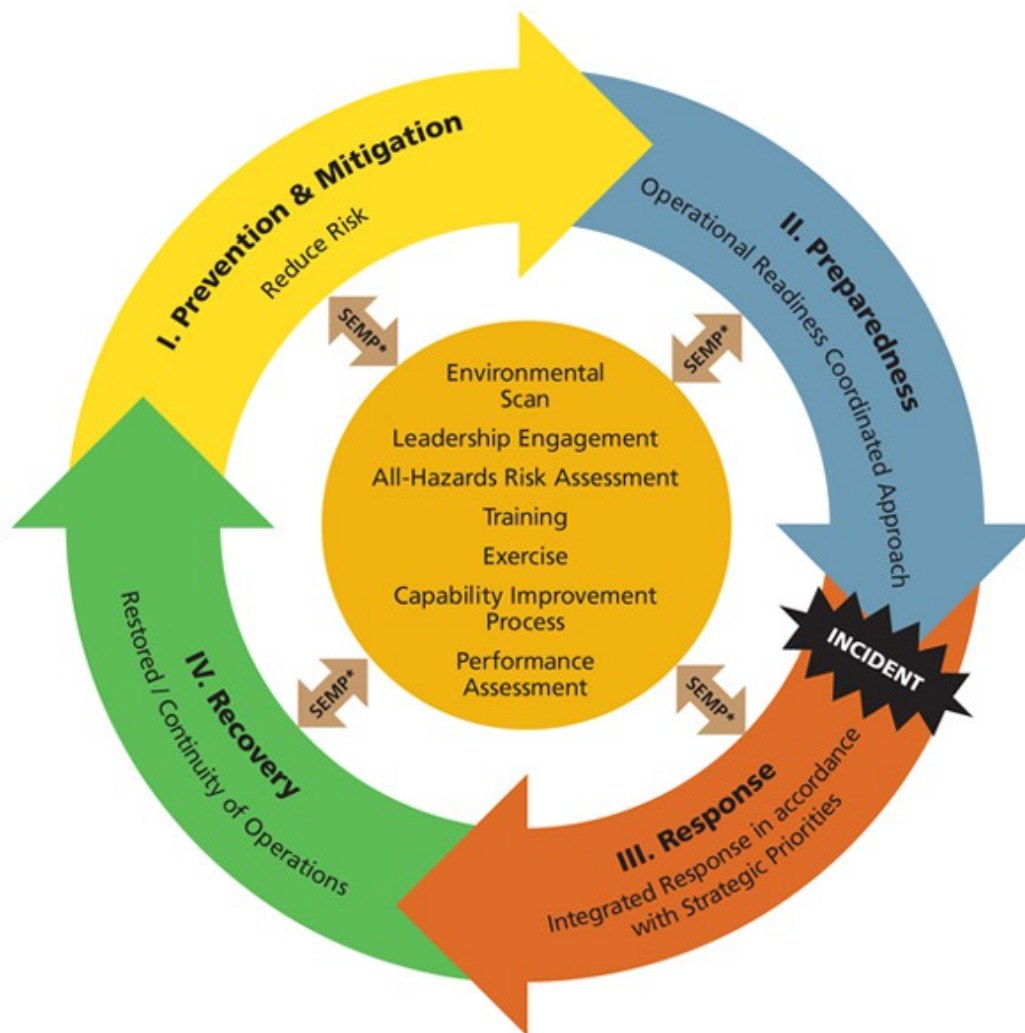 I. Prevention & Mitigation
Reduce Risk
II. Preparedness
Operational Readiness Coordinated Approach
INCIDENT
III. Response
Integrated Response in accordance
with Strategic Priorities
IV. Recovery
Restored / Continuity of Operations
SEMP*
SEMP*
SEMP*
SEMP*
Environmental
Scan
Leadership Engagement
All-Hazards Risk Assessment
Training
Exercise
Capability Improvement
Process
Performance
Assessment